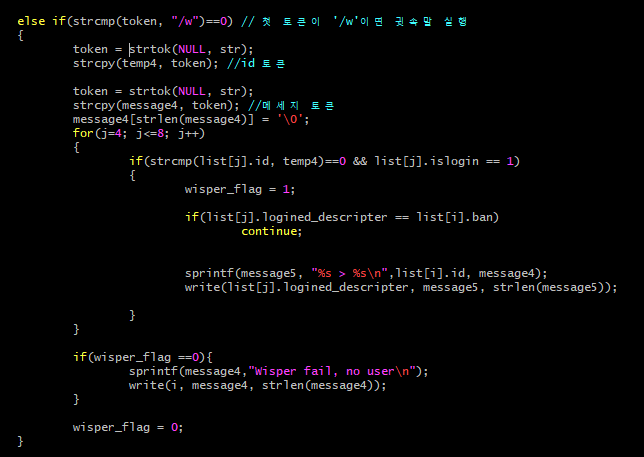 else if(strcmp(token, "/w")==0) // 첫 토큰이 '/w'이면 귓속말 실행
{
        token = strtok(NULL, str);
        strcpy(temp4, token); //id 토큰

        token = strtok(NULL, str);
        strcpy(message4, token); //메세지 토큰
        message4[strlen(message4)] = '\0';
        for(j=4; j<=8; j++)
        {
                if(strcmp(list[j].id, temp4)==0 && list[j].islogin == 1)
                {
                        wisper_flag = 1;

                        if(list[j].logined_descripter == list[i].ban)
                                continue;


                        sprintf(message5, "%s > %s\n",list[i].id, message4);
                        write(list[j].logined_descripter, message5, strlen(message5));

                }
        }

        if(wisper_flag ==0){
                sprintf(message4,"Wisper fail, no user\n");
                write(i, message4, strlen(message4));
        }

        wisper_flag = 0;
}